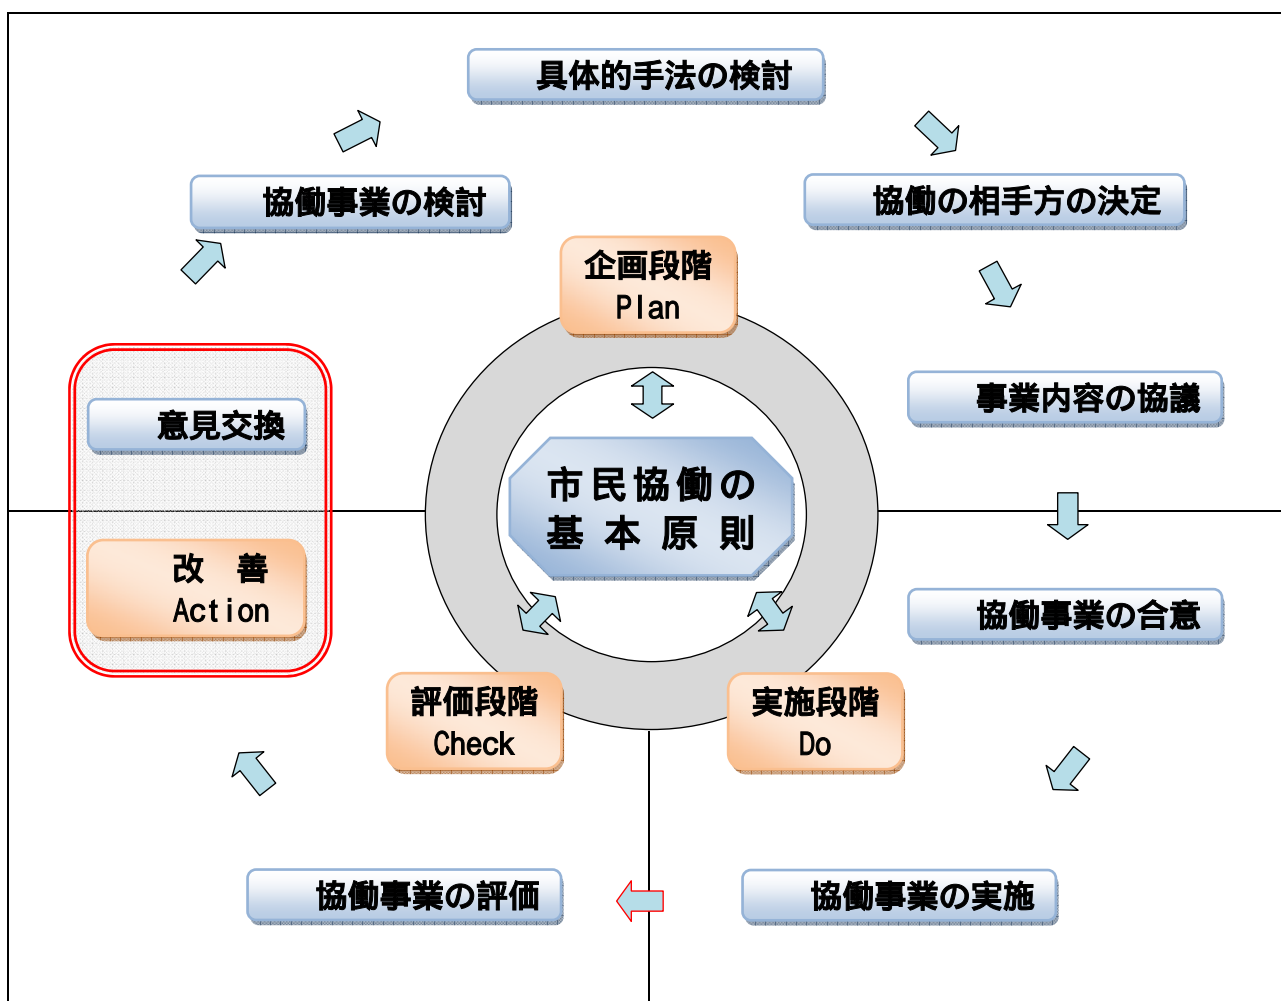 具体的手法の検討
協働事業の検討
協働の相手方の決定
企画段階
Plan
事業内容の協議
意見交換
市民協働の
基本原則
改　善
Action
協働事業の合意
評価段階
Check
実施段階
Do
協働事業の評価
協働事業の実施